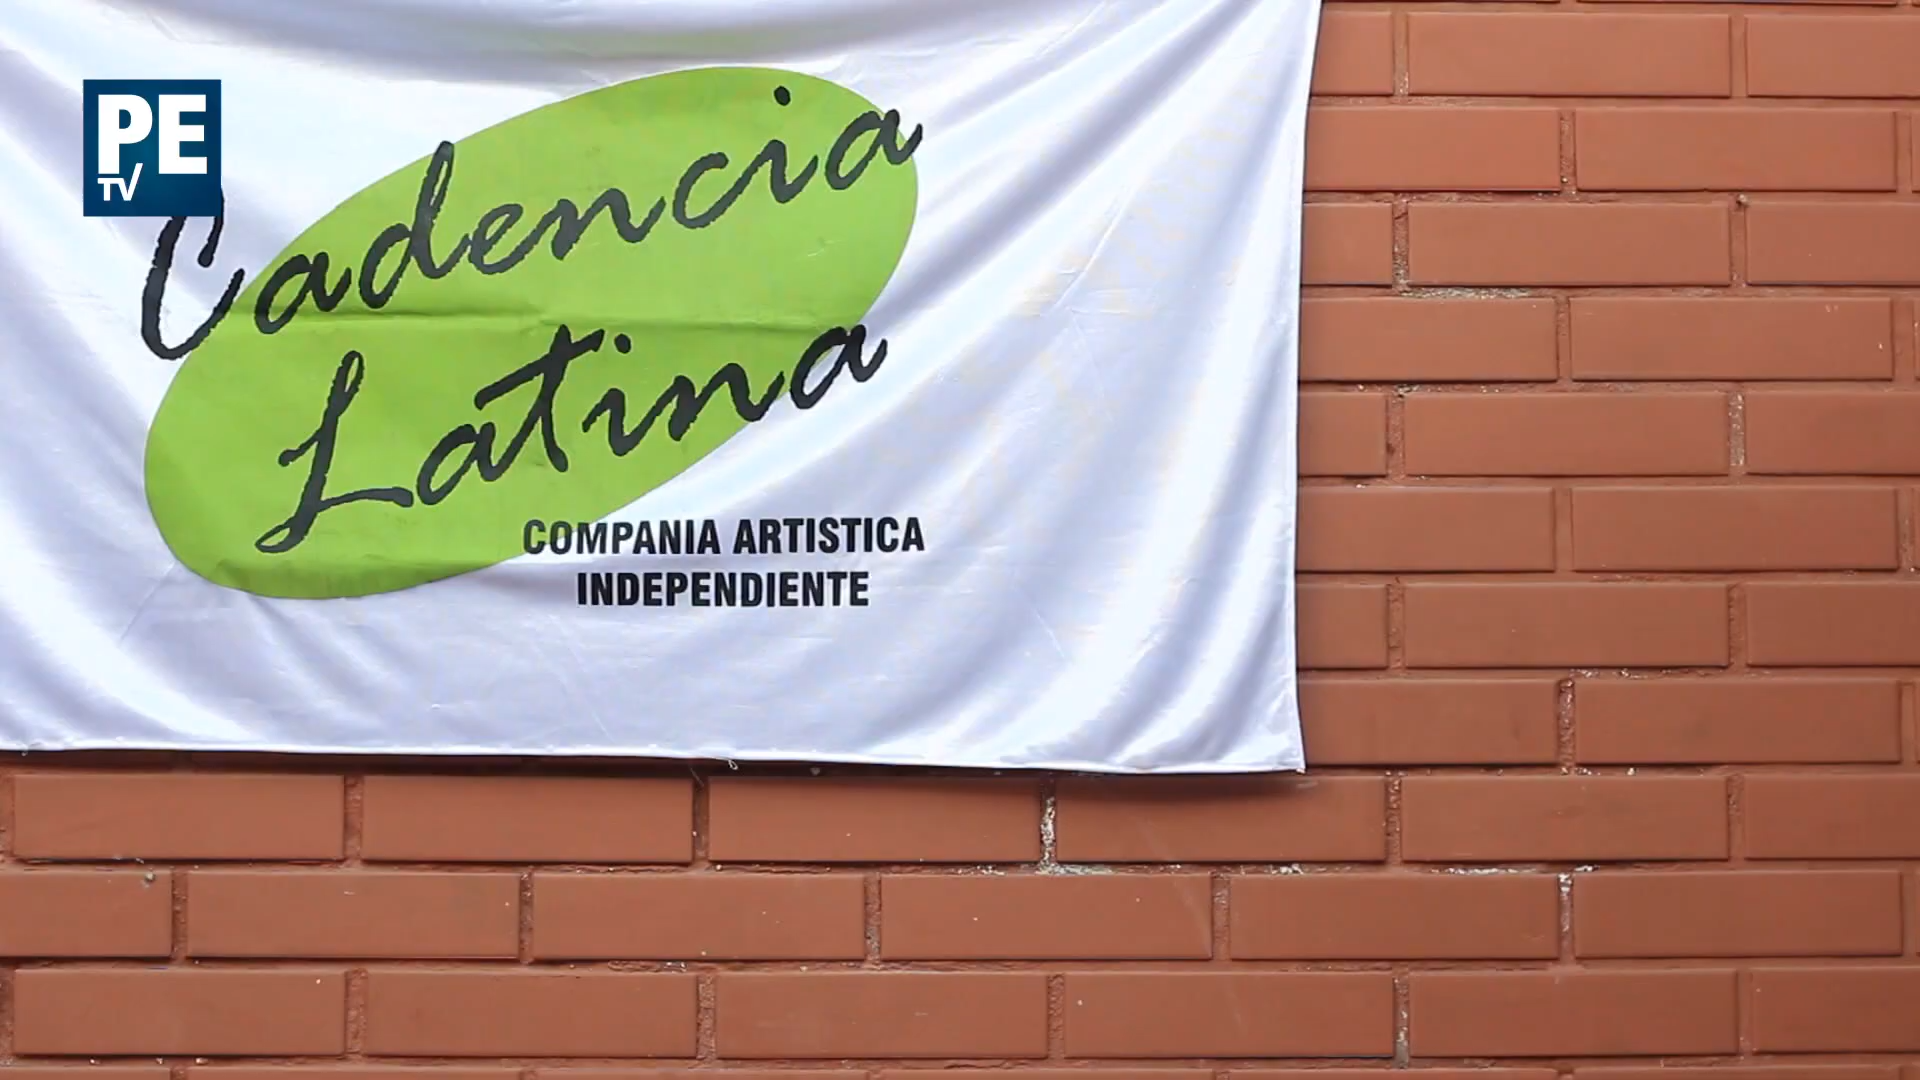 PE
TV
Cadencia
Latina
COMPANIA ARTISTICA
INDEPENDIENTE